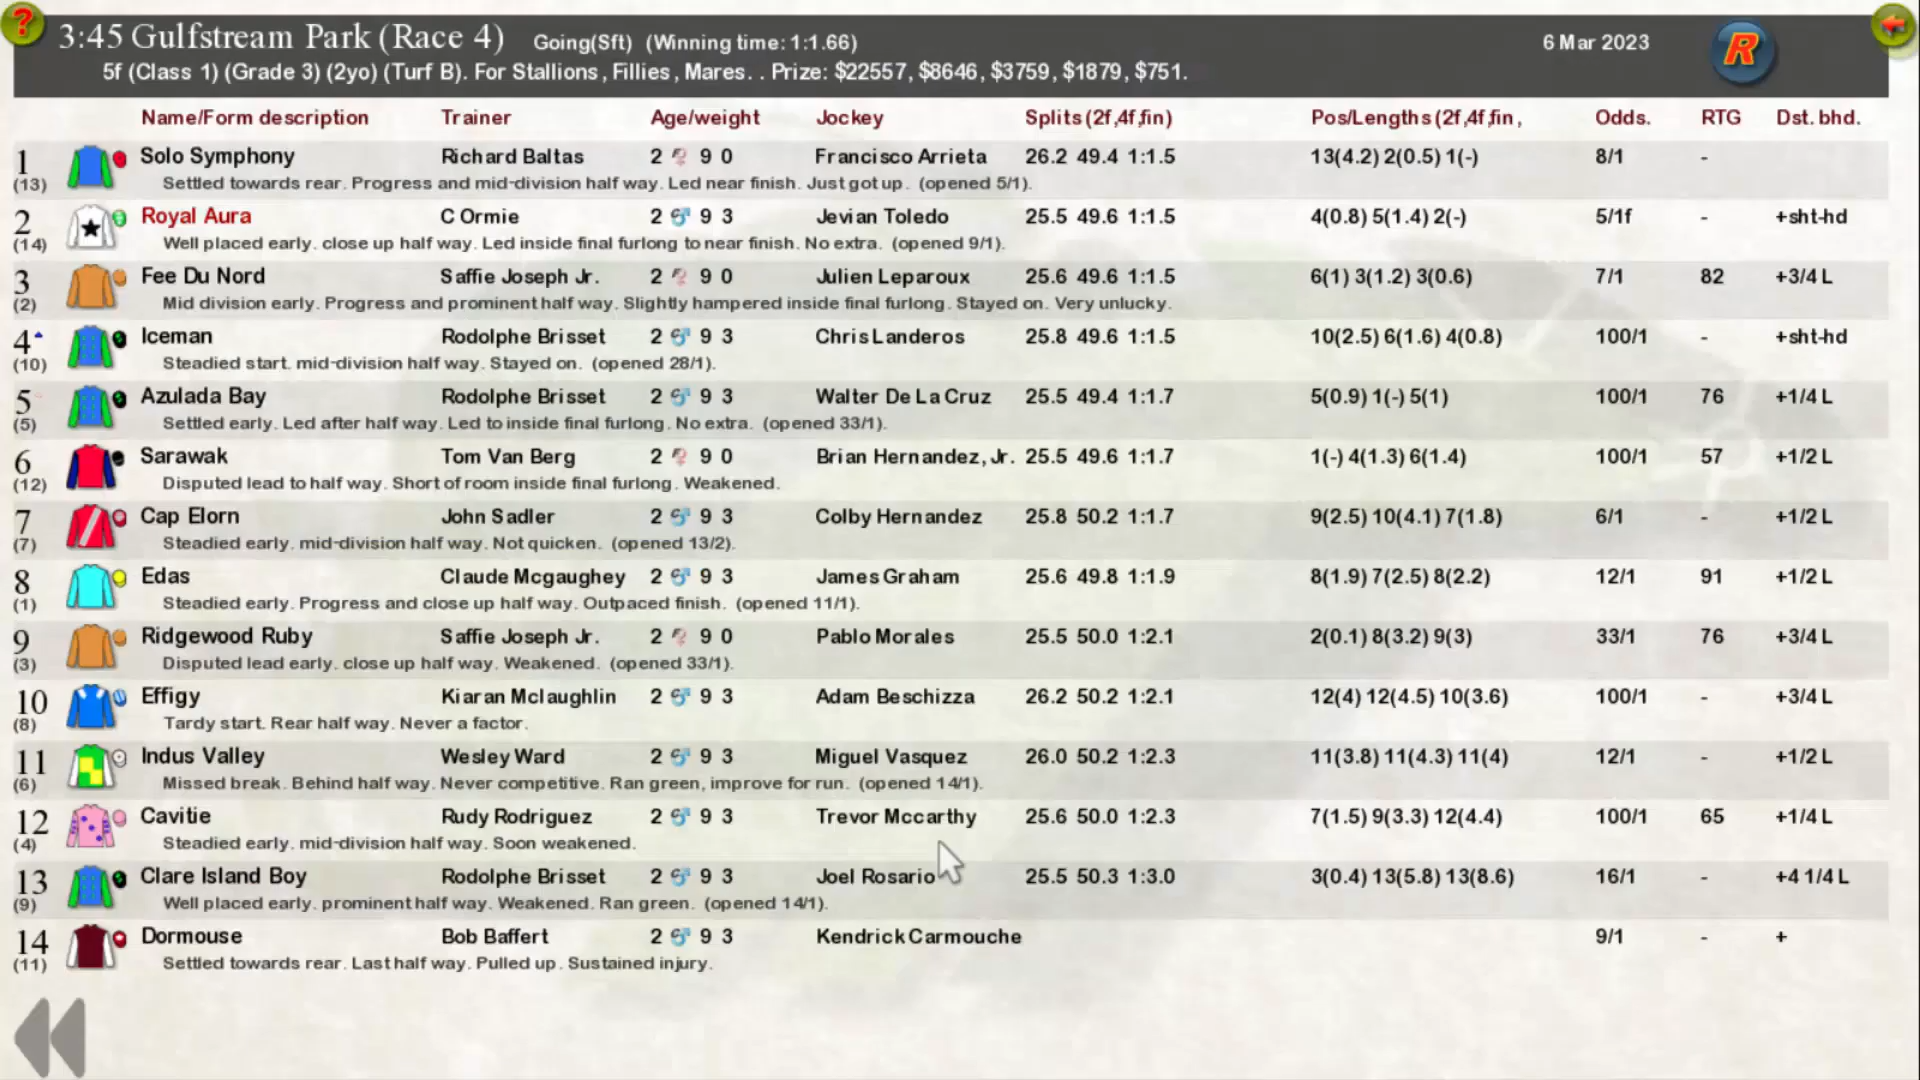 ?
3:45 Gulfstream Park (Race 4) Going(Sft) (Winning time: 1:1.66) 6 Mar 2023 R
5f (Class 1) (Grade 3) (2yo) (Turf B). For Stallions, Fillies, Mares. . Prize: $22557, $8646, $3759, $1879, $751.
Name/Form description Trainer Age/weight Jockey Splits (2f,4f,fin) Pos/Lengths (2f,4f,fin, Odds. RTG Dst. bhd.
1 Solo Symphony Richard Baltas 2 ♀ 9 0 Francisco Arrieta 26.2 49.4 1:1.5 13(4.2) 2(0.5) 1(-) 8/1 -
(13) Settled towards rear. Progress and mid-division half way. Led near finish. Just got up. (opened 5/1).
2 Royal Aura C Ormie 2 ♂ 9 3 Jevian Toledo 25.5 49.6 1:1.5 4(0.8) 5(1.4) 2(-) 5/1f - +sht-hd
(14) Well placed early. close up half way. Led inside final furlong to near finish. No extra. (opened 9/1).
3 Fee Du Nord Saffie Joseph Jr. 2 ♀ 9 0 Julien Leparoux 25.6 49.6 1:1.5 6(1) 3(1.2) 3(0.6) 7/1 82 +3/4 L
(2) Mid division early. Progress and prominent half way. Slightly hampered inside final furlong. Stayed on. Very unlucky.
4 Iceman Rodolphe Brisset 2 ♂ 9 3 Chris Landeros 25.8 49.6 1:1.5 10(2.5) 6(1.6) 4(0.8) 100/1 - +sht-hd
(10) Steadied start. mid-division half way. Stayed on. (opened 28/1).
5 Azulada Bay Rodolphe Brisset 2 ♂ 9 3 Walter De La Cruz 25.5 49.4 1:1.7 5(0.9) 1(-) 5(1) 100/1 76 +1/4 L
(5) Settled early. Led after half way. Led to inside final furlong. No extra. (opened 33/1).
6 Sarawak Tom Van Berg 2 ♀ 9 0 Brian Hernandez, Jr. 25.5 49.6 1:1.7 1(-) 4(1.3) 6(1.4) 100/1 57 +1/2 L
(12) Disputed lead to half way. Short of room inside final furlong. Weakened.
7 Cap Elorn John Sadler 2 ♂ 9 3 Colby Hernandez 25.8 50.2 1:1.7 9(2.5) 10(4.1) 7(1.8) 6/1 - +1/2 L
(7) Steadied early. mid-division half way. Not quicken. (opened 13/2).
8 Edas Claude Mcgaughey 2 ♂ 9 3 James Graham 25.6 49.8 1:1.9 8(1.9) 7(2.5) 8(2.2) 12/1 91 +1/2 L
(1) Steadied early. Progress and close up half way. Outpaced finish. (opened 11/1).
9 Ridgewood Ruby Saffie Joseph Jr. 2 ♀ 9 0 Pablo Morales 25.5 50.0 1:2.1 2(0.1) 8(3.2) 9(3) 33/1 76 +3/4 L
(3) Disputed lead early. close up half way. Weakened. (opened 33/1).
10 Effigy Kiaran Mclaughlin 2 ♂ 9 3 Adam Beschizza 26.2 50.2 1:2.1 12(4) 12(4.5) 10(3.6) 100/1 - +3/4 L
(8) Tardy start. Rear half way. Never a factor.
11 Indus Valley Wesley Ward 2 ♂ 9 3 Miguel Vasquez 26.0 50.2 1:2.3 11(3.8) 11(4.3) 11(4) 12/1 - +1/2 L
(6) Missed break. Behind half way. Never competitive. Ran green, improve for run. (opened 14/1).
12 Cavitie Rudy Rodriguez 2 ♂ 9 3 Trevor Mccarthy 25.6 50.0 1:2.3 7(1.5) 9(3.3) 12(4.4) 100/1 65 +1/4 L
(4) Steadied early. mid-division half way. Soon weakened.
13 Clare Island Boy Rodolphe Brisset 2 ♂ 9 3 Joel Rosario 25.5 50.3 1:3.0 3(0.4) 13(5.8) 13(8.6) 16/1 - +4 1/4 L
(9) Well placed early. prominent half way. Weakened. Ran green. (opened 14/1).
14 Dormouse Bob Baffert 2 ♂ 9 3 Kendrick Carmouche 9/1 - +
(11) Settled towards rear. Last half way. Pulled up. Sustained injury.